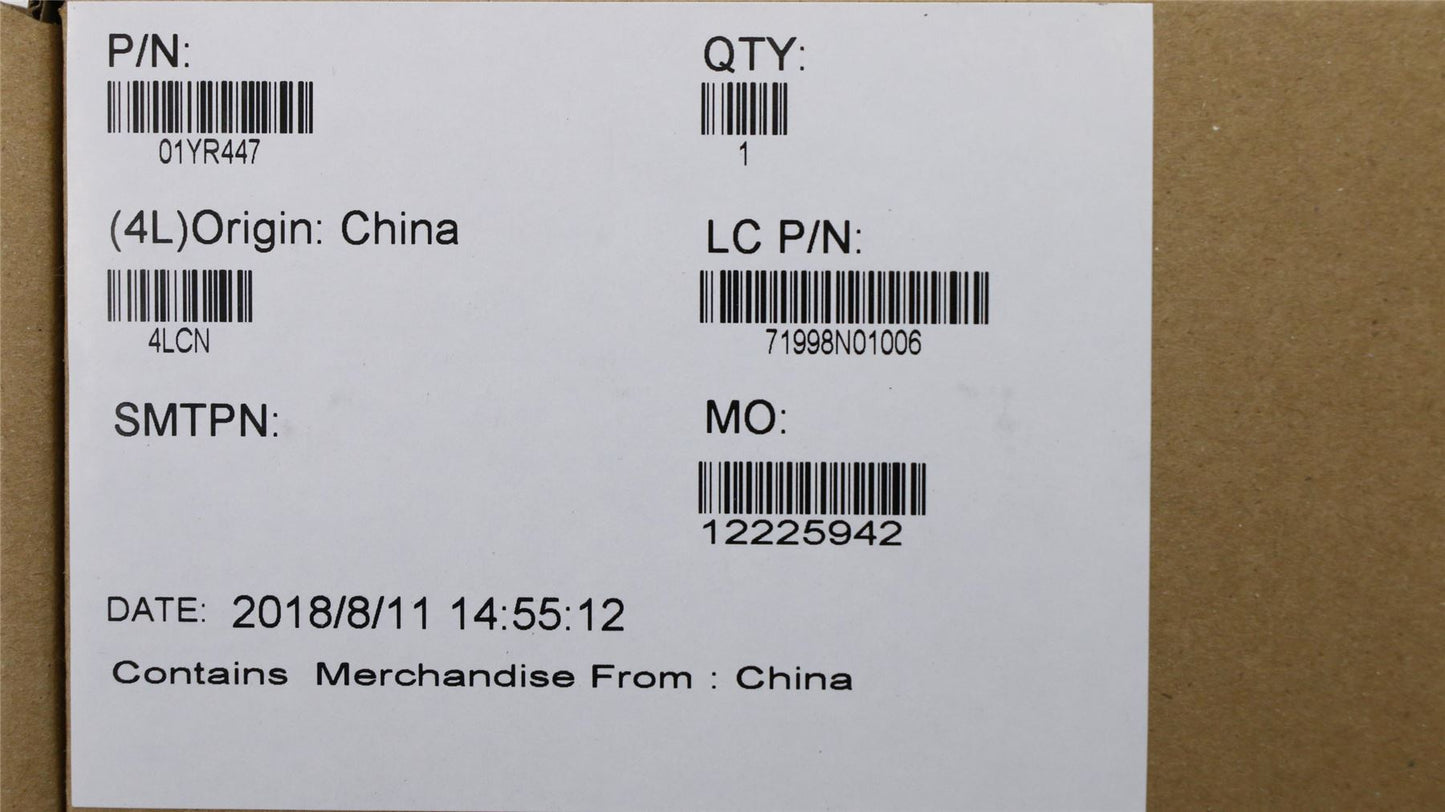 P/N:
01YR447
QTY:
1
(4L)Origin: China
4LCN
LC P/N:
71998N01006
SMTPN:
MO:
12225942
DATE: 2018/8/11 14:55:12
Contains Merchandise From : China